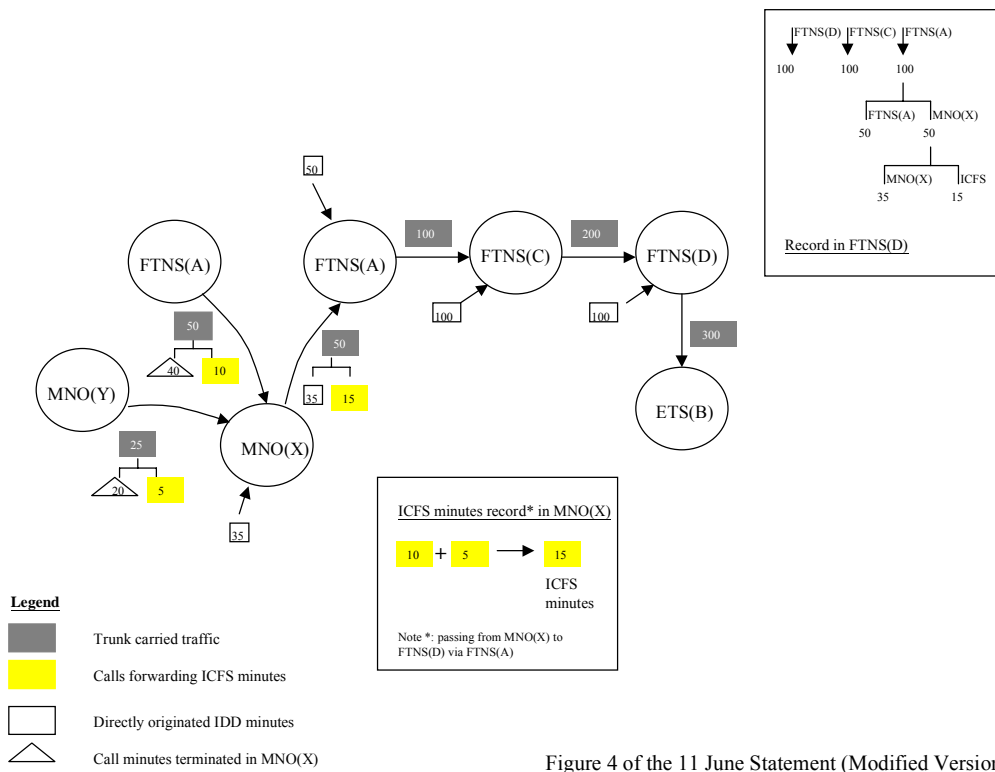 FTNS(D) FTNS(C) FTNS(A)
100 100 100
FTNS(A) MNO(X)
50 50
MNO(X) ICFS
35 15
Record in FTNS(D)
50
FTNS(A)
FTNS(A)
100
FTNS(C)
200
FTNS(D)
100
100
50
40
10
50
35
15
300
MNO(Y)
MNO(X)
ETS(B)
25
20
5
35
ICFS minutes record* in MNO(X)
10 + 5 15
ICFS
minutes
Note *: passing from MNO(X) to
FTNS(D) via FTNS(A)
Legend
Trunk carried traffic
Calls forwarding ICFS minutes
Directly originated IDD minutes
Call minutes terminated in MNO(X)
Figure 4 of the 11 June Statement (Modified Version